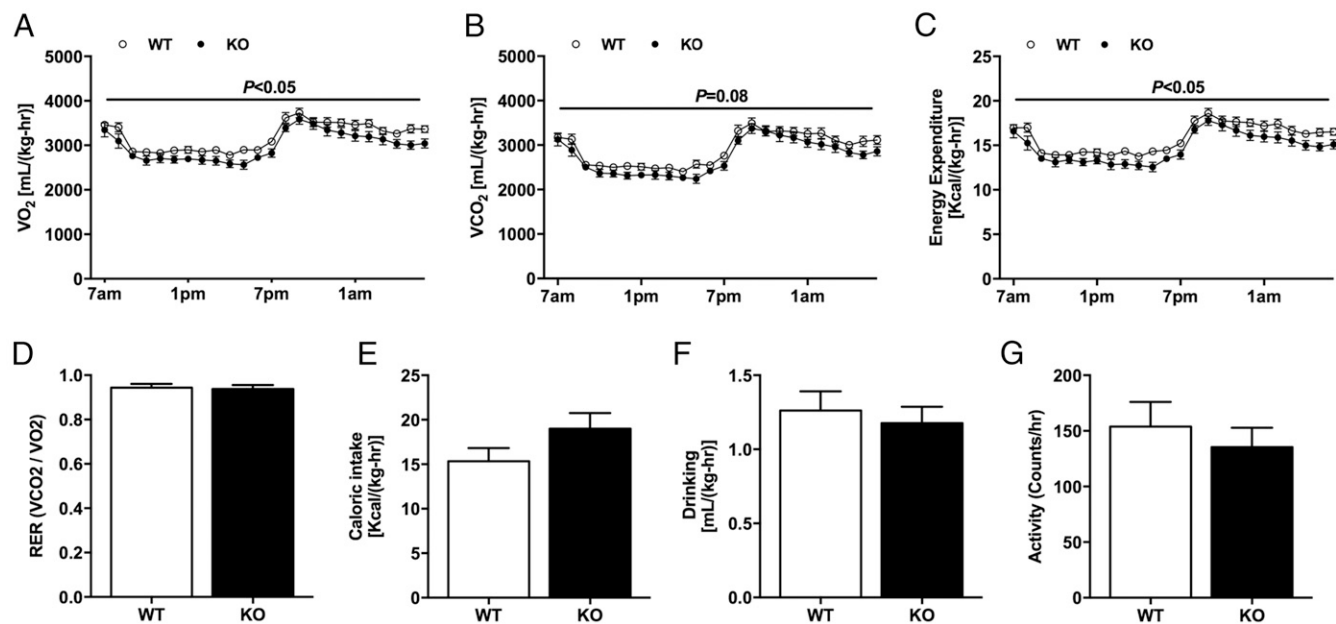 A
WT KO
P<0.05
VO2 [mL/(kg-hr)]
5000
4000
3000
2000
1000
0
7am 1pm 7pm 1am
B
WT KO
P=0.08
VCO2 [mL/(kg-hr)]
5000
4000
3000
2000
1000
0
7am 1pm 7pm 1am
C
WT KO
P<0.05
Energy Expenditure
[Kcal/(kg-hr)]
25
20
15
10
5
0
7am 1pm 7pm 1am
D
RER (VCO2 / VO2)
1.0
0.8
0.6
0.4
0.2
0.0
WT KO
E
Caloric intake
[Kcal/(kg-hr)]
25
20
15
10
5
0
WT KO
F
Drinking
[mL/(kg-hr)]
1.5
1.0
0.5
0.0
WT KO
G
Activity (Counts/hr)
200
150
100
50
0
WT KO